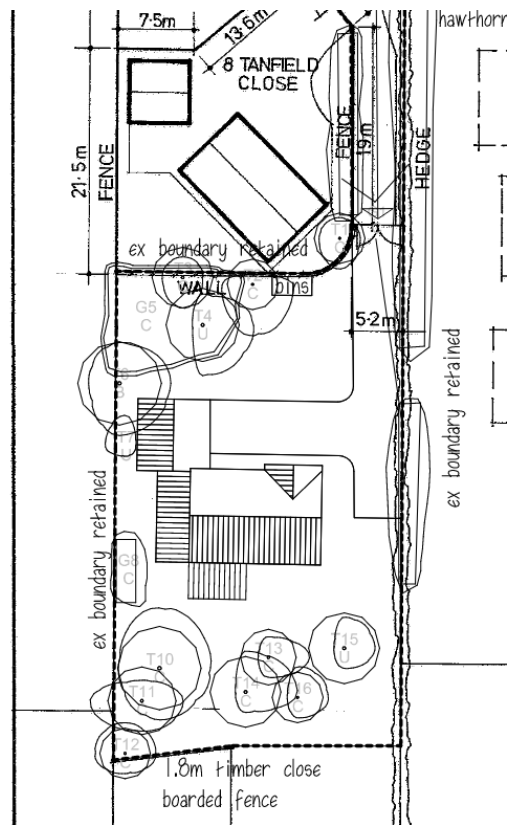 hawthorn
7·5m
13·6m
8 TANFIELD
CLOSE
FENCE
19m
21·5m
FENCE
HEDGE
ex boundary retained
T1
WALL
bins
C
G5
C
T4
U
5·2m
ex boundary retained
B
U
ex boundary retained
G8
C
T10
C
T11
C
T12
C
13
C
T14
C
T15
U
T16
C
1.8m timber close
boarded fence